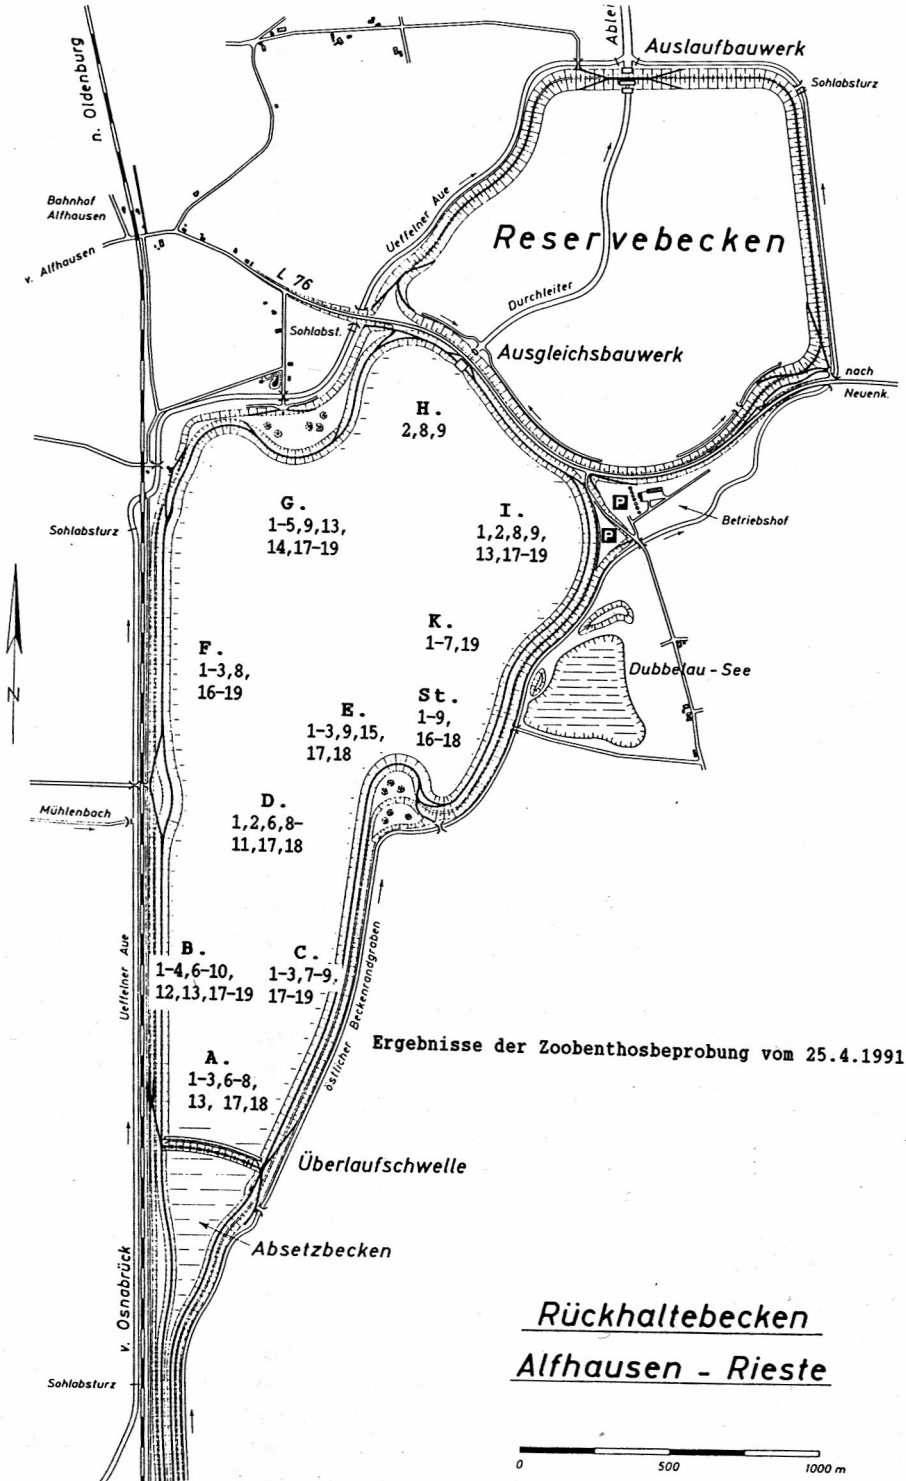 Ablei
Auslaufbauwerk
Sohlabsturz
n. Oldenburg
Bahnhof
Alfhausen
v. Alfhausen
Ueffelner Aue
Reservebecken
L 76
Durchleiter
Sohlabst.
Ausgleichsbauwerk
nach
Neuenk.
H.
2,8,9
G.
1-5,9,13,
14,17-19
I.
1,2,8,9,
13,17-19
P
P
Betriebshof
Sohlabsturz
K.
1-7,19
N
F.
1-3,8,
16-19
Dubbelau - See
St.
1-9,
16-18
E.
1-3,9,15,
17,18
D.
1,2,6,8-
11,17,18
Mühlenbach
Ueffelner Aue
B.
1-4,6-10,
12,13,17-19
C.
1-3,7-9,
17-19
östlicher Beckenrandgraben
Ergebnisse der Zoobenthosbeprobung vom 25.4.1991
A.
1-3,6-8,
13, 17,18
Überlaufschwelle
Absetzbecken
v. Osnabrück
Sohlabsturz
Rückhaltebecken
Alfhausen - Rieste
0 500 1000 m